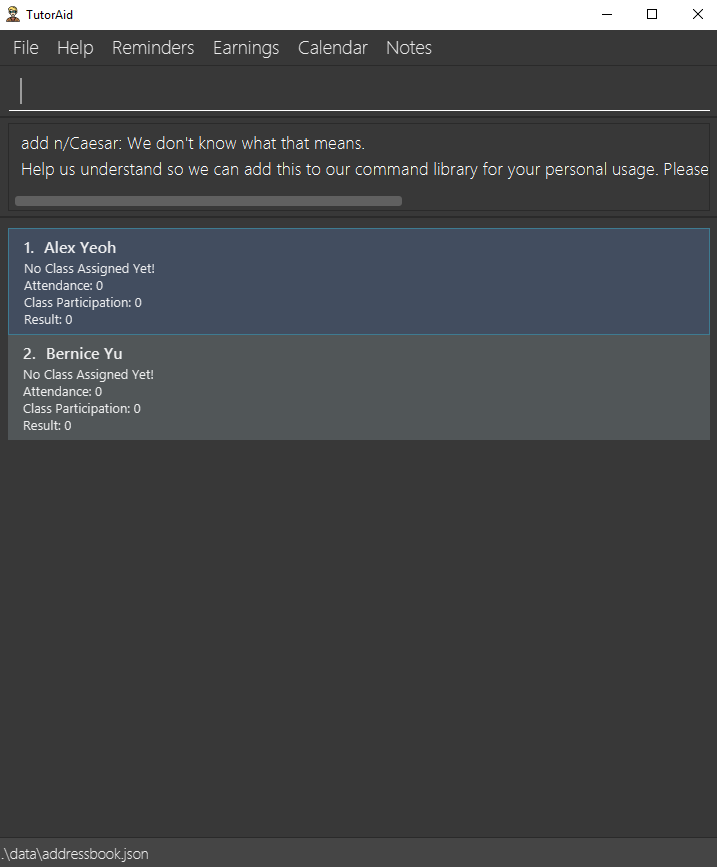 TutorAid
File Help Reminders Earnings Calendar Notes
add n/Caesar: We don't know what that means.
Help us understand so we can add this to our command library for your personal usage. Please
1. Alex Yeoh
No Class Assigned Yet!
Attendance: 0
Class Participation: 0
Result: 0
2. Bernice Yu
No Class Assigned Yet!
Attendance: 0
Class Participation: 0
Result: 0
.\data\addressbook.json